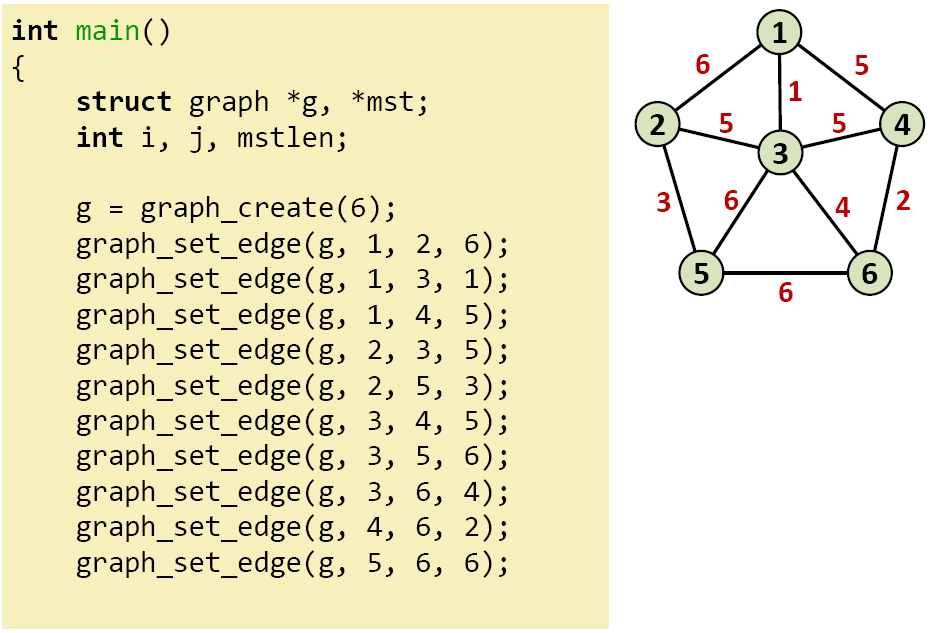 int main()
{
    struct graph *g, *mst;
    int i, j, mstlen;

    g = graph_create(6);
    graph_set_edge(g, 1, 2, 6);
    graph_set_edge(g, 1, 3, 1);
    graph_set_edge(g, 1, 4, 5);
    graph_set_edge(g, 2, 3, 5);
    graph_set_edge(g, 2, 5, 3);
    graph_set_edge(g, 3, 4, 5);
    graph_set_edge(g, 3, 5, 6);
    graph_set_edge(g, 3, 6, 4);
    graph_set_edge(g, 4, 6, 2);
    graph_set_edge(g, 5, 6, 6);
1
6 5
1
2 5 5 4
3
3 6 4 2
5 6
6